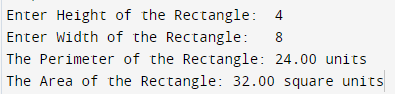 Enter Height of the Rectangle:  4
Enter Width of the Rectangle:   8
The Perimeter of the Rectangle: 24.00 units
The Area of the Rectangle: 32.00 square units